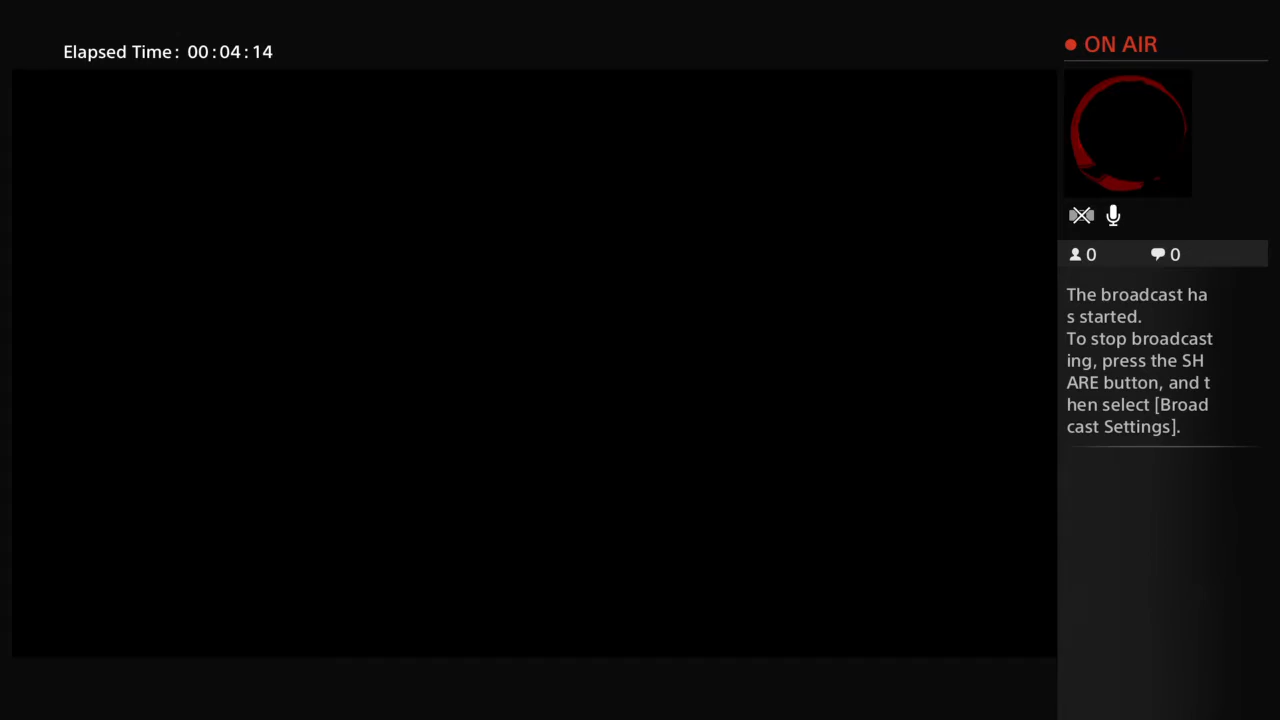 Elapsed Time: 00:04:14
ON AIR
0 0
The broadcast ha
s started.
To stop broadcast
ing, press the SH
ARE button, and t
hen select [Broad
cast Settings].